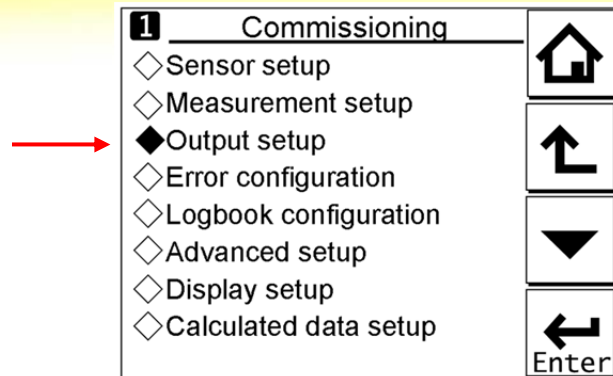 1 Commissioning
Sensor setup
Measurement setup
Output setup
Error configuration
Logbook configuration
Advanced setup
Display setup
Calculated data setup
Enter